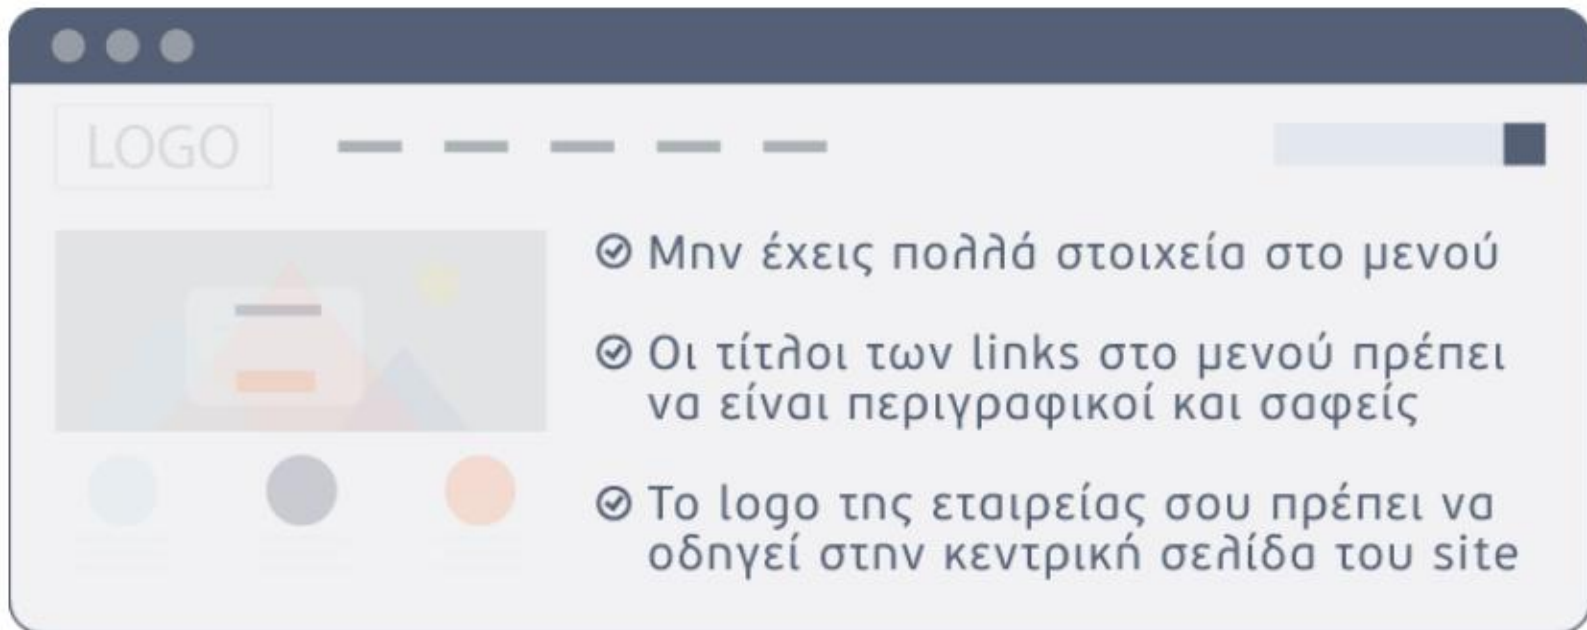 LOGO
Μην έχεις πολλά στοιχεία στο μενού
Οι τίτλοι των links στο μενού πρέπει
να είναι περιγραφικοί και σαφείς
Το logo της εταιρείας σου πρέπει να
οδηγεί στην κεντρική σελίδα του site